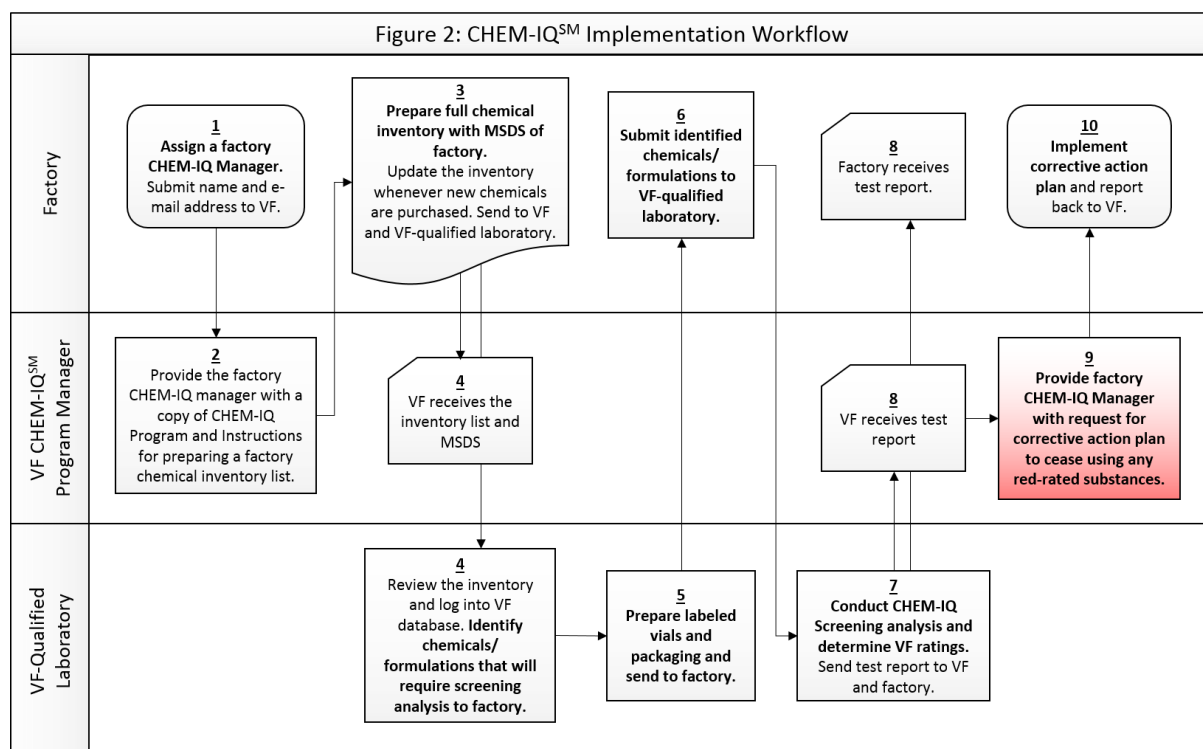 Figure 2: CHEM-IQSM Implementation Workflow
Factory
1
Assign a factory
CHEM-IQ Manager.
Submit name and e-
mail address to VF.
3
Prepare full chemical
inventory with MSDS of
factory.
Update the inventory
whenever new chemicals
are purchased. Send to VF
and VF-qualified laboratory.
6
Submit identified
chemicals/
formulations to
VF-qualified
laboratory.
8
Factory receives
test report.
10
Implement
corrective action
plan and report
back to VF.
VF CHEM-IQSM
Program Manager
2
Provide the factory
CHEM-IQ manager with a
copy of CHEM-IQ
Program and Instructions
for preparing a factory
chemical inventory list.
4
VF receives the
inventory list and
MSDS
8
VF receives test
report
9
Provide factory
CHEM-IQ Manager
with request for
corrective action plan
to cease using any
red-rated substances.
VF-Qualified
Laboratory
4
Review the inventory
and log into VF
database. Identify
chemicals/
formulations that will
require screening
analysis to factory.
5
Prepare labeled
vials and
packaging and
send to factory.
7
Conduct CHEM-IQ
Screening analysis and
determine VF ratings.
Send test report to VF
and factory.